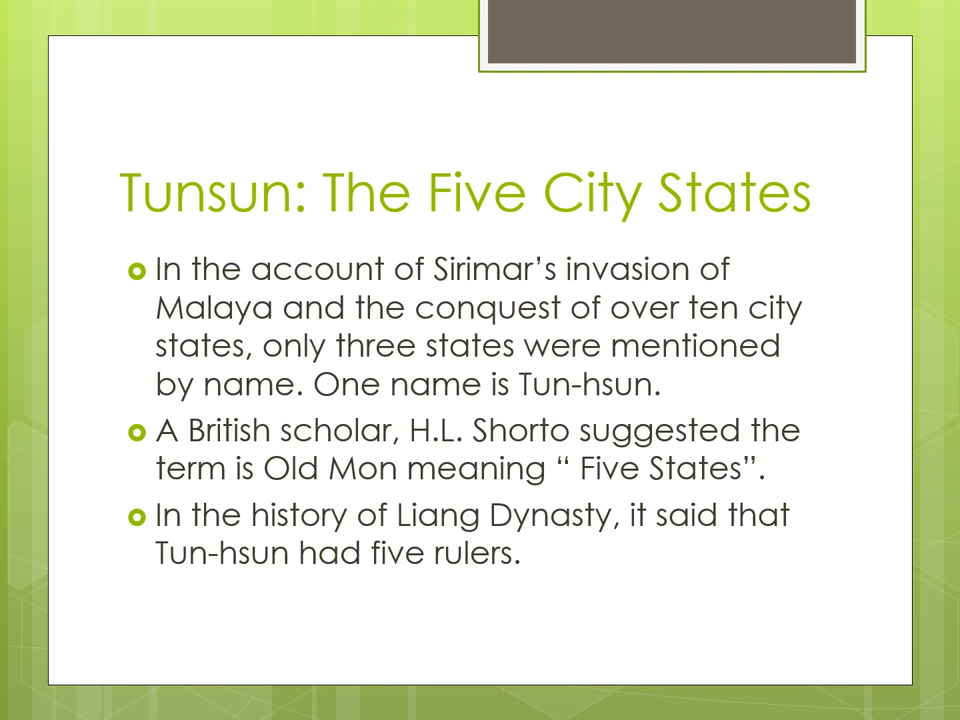 Tunsun: The Five City States
In the account of Sirimar’s invasion of
Malaya and the conquest of over ten city
states, only three states were mentioned
by name. One name is Tun-hsun.
A British scholar, H.L. Shorto suggested the
term is Old Mon meaning “ Five States”.
In the history of Liang Dynasty, it said that
Tun-hsun had five rulers.